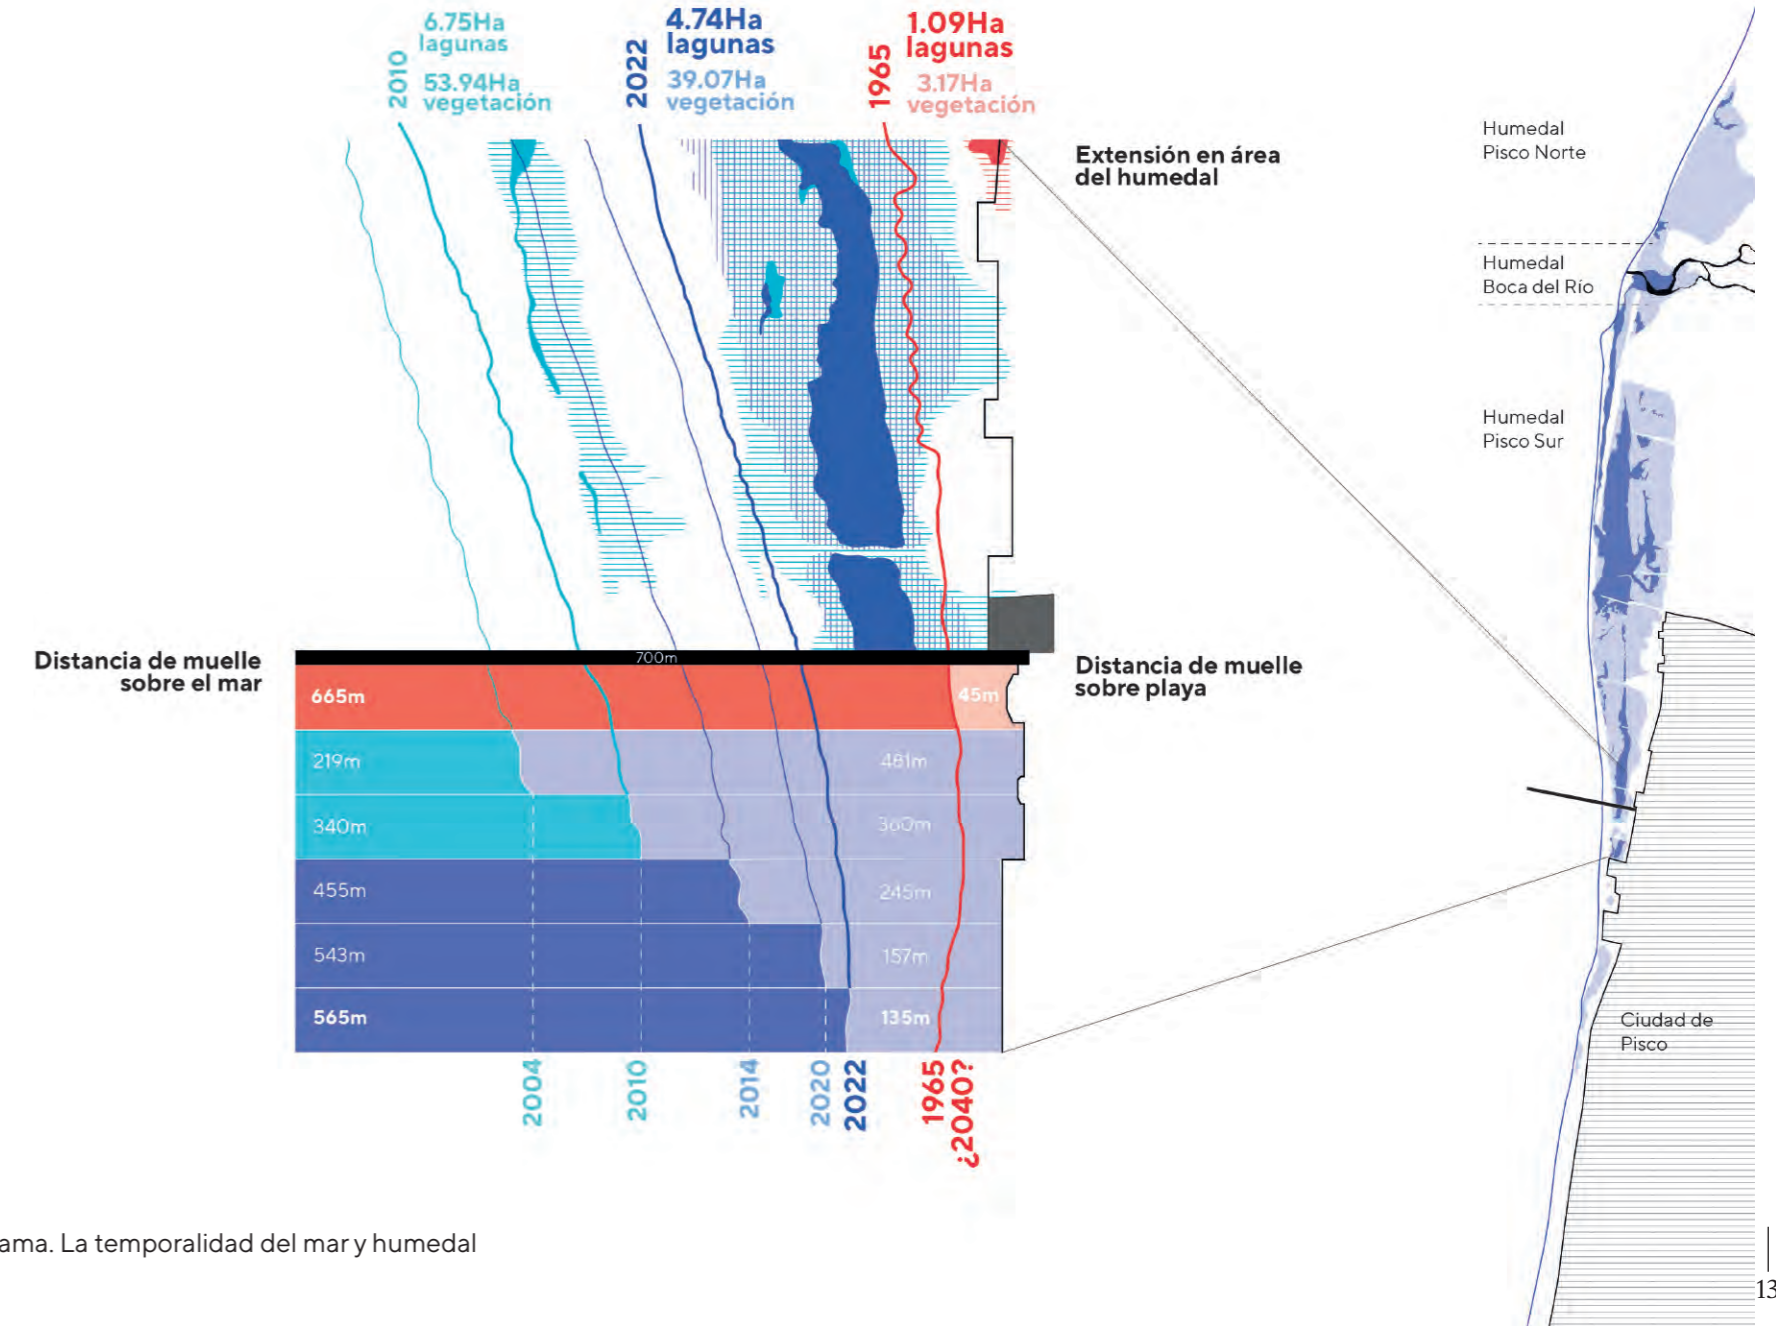 2010
6.75Ha
lagunas
53.94Ha
vegetación
2022
4.74Ha
lagunas
39.07Ha
vegetación
1965
1.09Ha
lagunas
3.17Ha
vegetación
Extensión en área
del humedal
Humedal
Pisco Norte
Humedal
Boca del Río
Humedal
Pisco Sur
Distancia de muelle
sobre el mar
700m
Distancia de muelle
sobre playa
665m
45m
219m
481m
340m
360m
455m
245m
543m
157m
565m
135m
2004
2010
2014
2020
2022
1965
¿2040?
Ciudad de
Pisco
ama. La temporalidad del mar y humedal
13